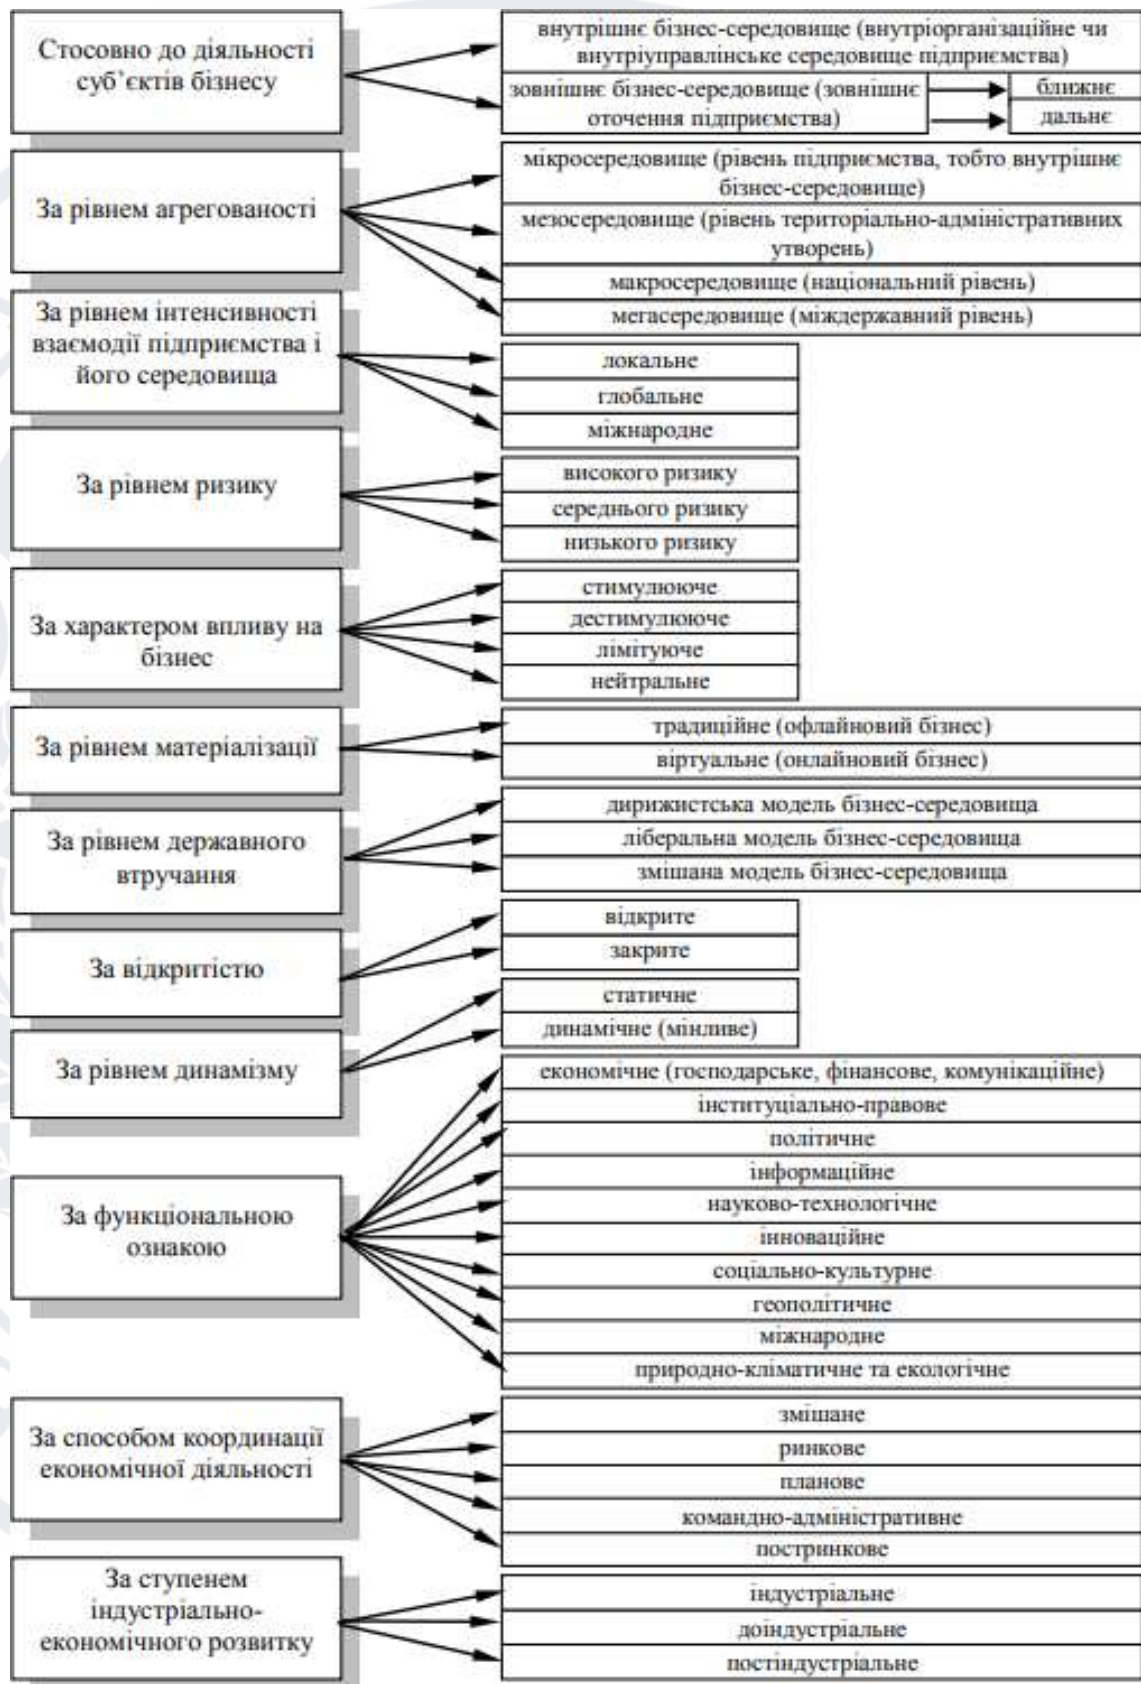 Стосовно до діяльності
суб’єктів бізнесу
внутрішнє бізнес-середовище (внутріорганізаційне чи
внутріуправлінське середовище підприємства)
зовнішнє бізнес-середовище (зовнішнє
оточення підприємства)
ближнє
дальнє
За рівнем агрегованості
мікросередовище (рівень підприємства, тобто внутрішнє
бізнес-середовище)
мезосередовище (рівень територіально-адміністративних
утворень)
макросередовище (національний рівень)
мегасередовище (міждержавний рівень)
За рівнем інтенсивності
взаємодії підприємства і
його середовища
локальне
глобальне
міжнародне
За рівнем ризику
високого ризику
середнього ризику
низького ризику
За характером впливу на
бізнес
стимулююче
дестимулююче
лімітуюче
нейтральне
За рівнем матеріалізації
традиційне (офлайновий бізнес)
віртуальне (онлайновий бізнес)
За рівнем державного
втручання
дирижистська модель бізнес-середовища
ліберальна модель бізнес-середовища
змішана модель бізнес-середовища
За відкритістю
відкрите
закрите
За рівнем динамізму
статичне
динамічне (мінливе)
За функціональною
ознакою
економічне (господарське, фінансове, комунікаційне)
інституціально-правове
політичне
інформаційне
науково-технологічне
інноваційне
соціально-культурне
геополітичне
міжнародне
природно-кліматичне та екологічне
За способом координації
економічної діяльності
змішане
ринкове
планове
командно-адміністративне
постринкове
За ступенем
індустріально-
економічного розвитку
індустріальне
доіндустріальне
постіндустріальне